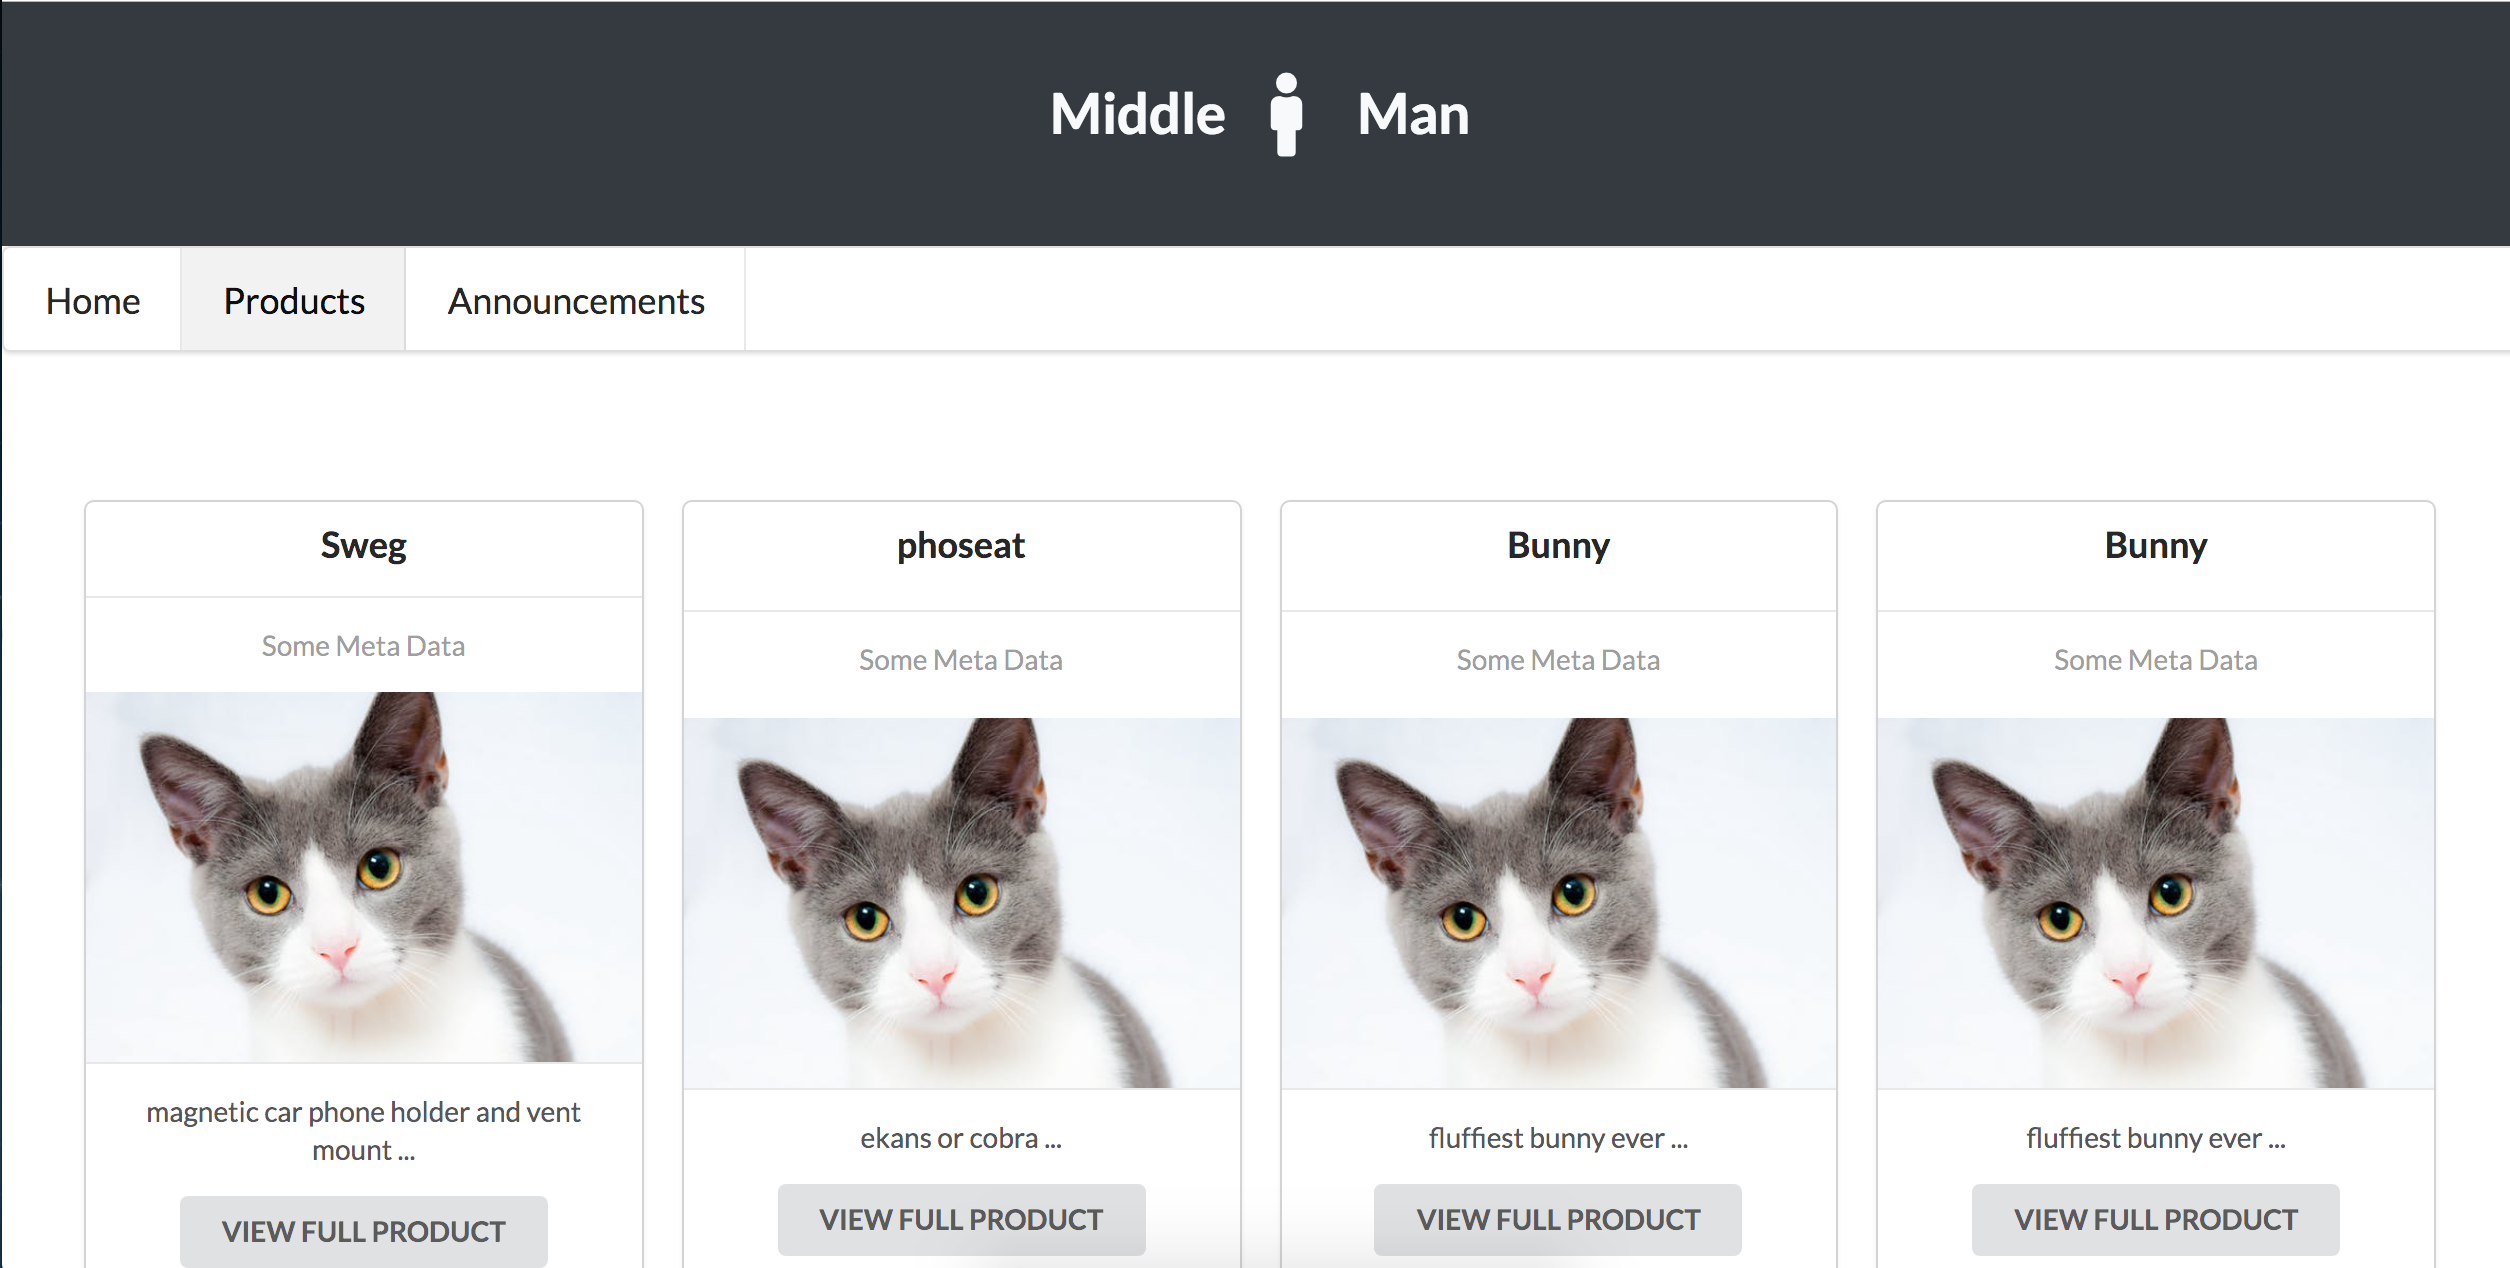 Middle Man
Home Products Announcements
Sweg
Some Meta Data
magnetic car phone holder and vent
mount ...
VIEW FULL PRODUCT
phoseat
Some Meta Data
ekans or cobra ...
VIEW FULL PRODUCT
Bunny
Some Meta Data
fluffiest bunny ever ...
VIEW FULL PRODUCT
Bunny
Some Meta Data
fluffiest bunny ever ...
VIEW FULL PRODUCT